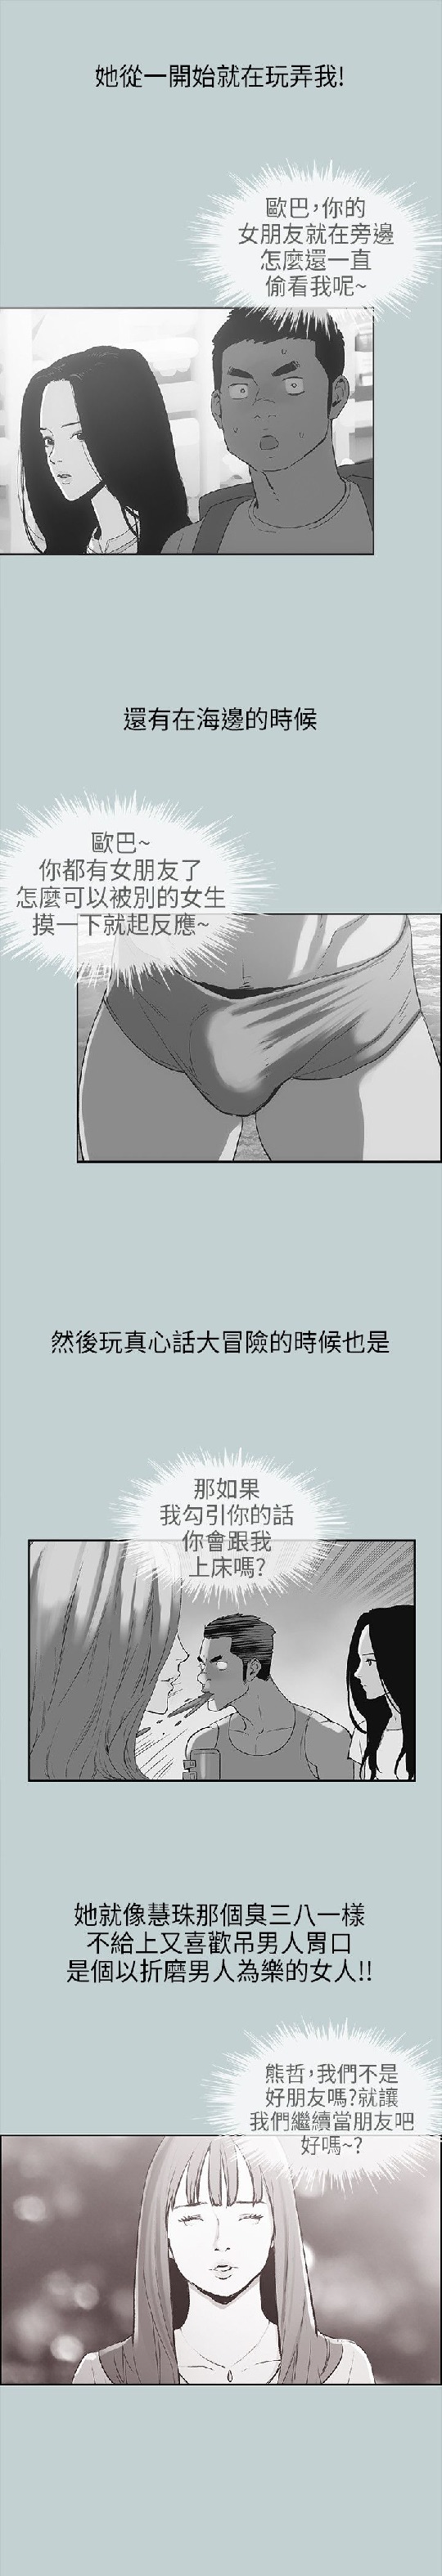 她從一開始就在玩弄我!
歐巴,你的
女朋友就在旁邊
怎麼還一直
偷看我呢~
還有在海邊的時候
歐巴~
你都有女朋友了
怎麼可以被別的女生
摸一下就起反應~
然後玩真心話大冒險的時候也是
那如果
我勾引你的話
你會跟我
上床嗎?
她就像慧珠那個臭三八一樣
不給上又喜歡吊男人胃口
是個以折磨男人為樂的女人!!
熊哲,我們不是
好朋友嗎?就讓
我們繼續當朋友吧
好嗎~?